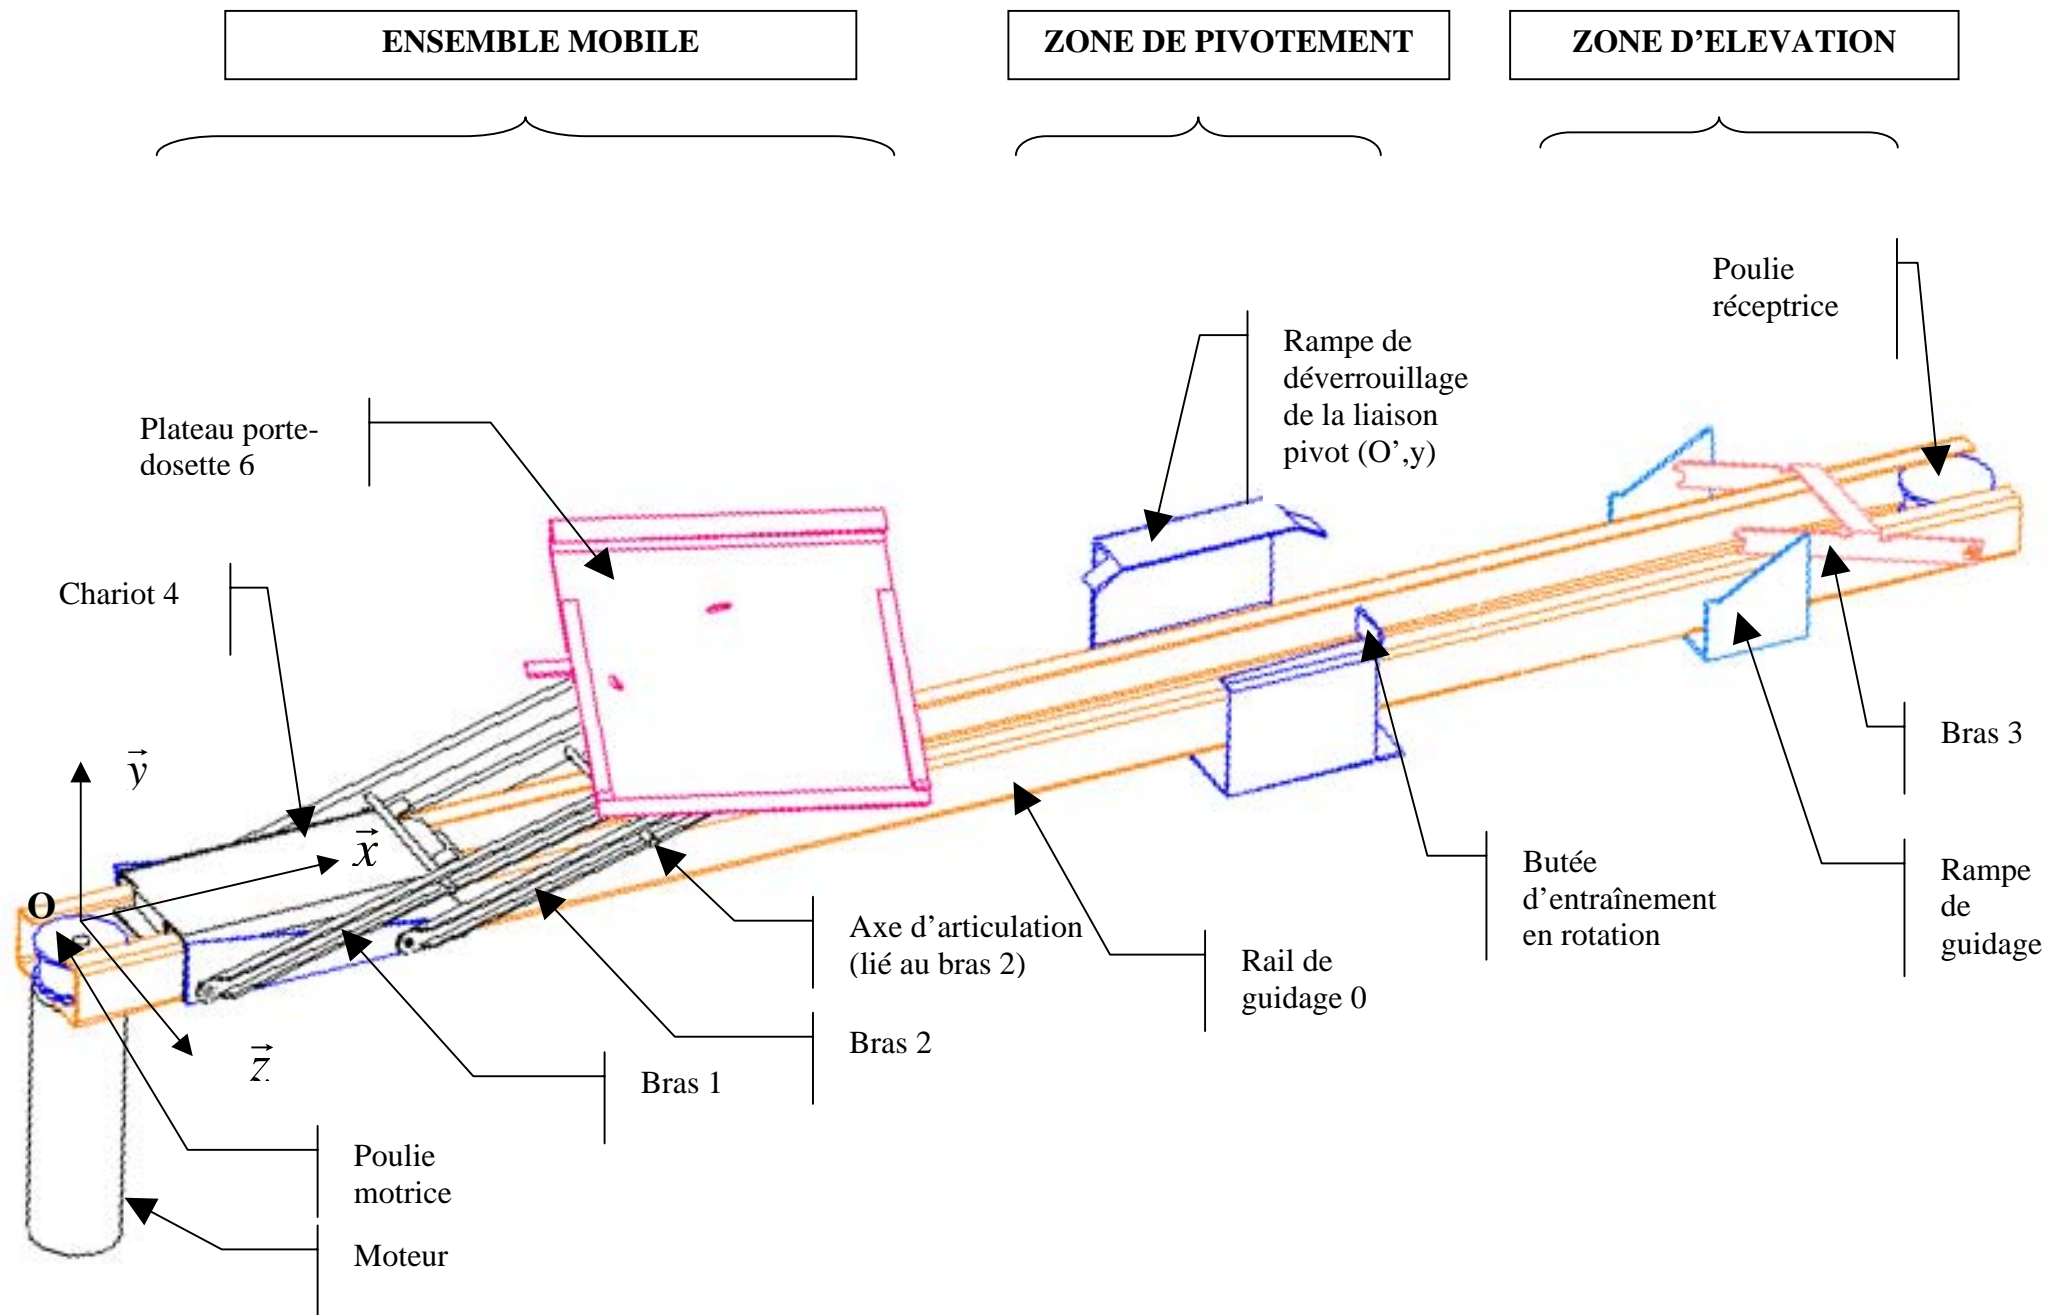 ENSEMBLE MOBILE
ZONE DE PIVOTEMENT
ZONE D’ELEVATION
Poulie
réceptrice
Rampe de
déverrouillage
de la liaison
pivot (O’,y)
Plateau porte-
dosette 6
Chariot 4
y
x
O
z
Bras 3
Butée
d’entraînement
en rotation
Rampe
de
guidage
Axe d’articulation
(lié au bras 2)
Rail de
guidage 0
Bras 2
Bras 1
Poulie
motrice
Moteur